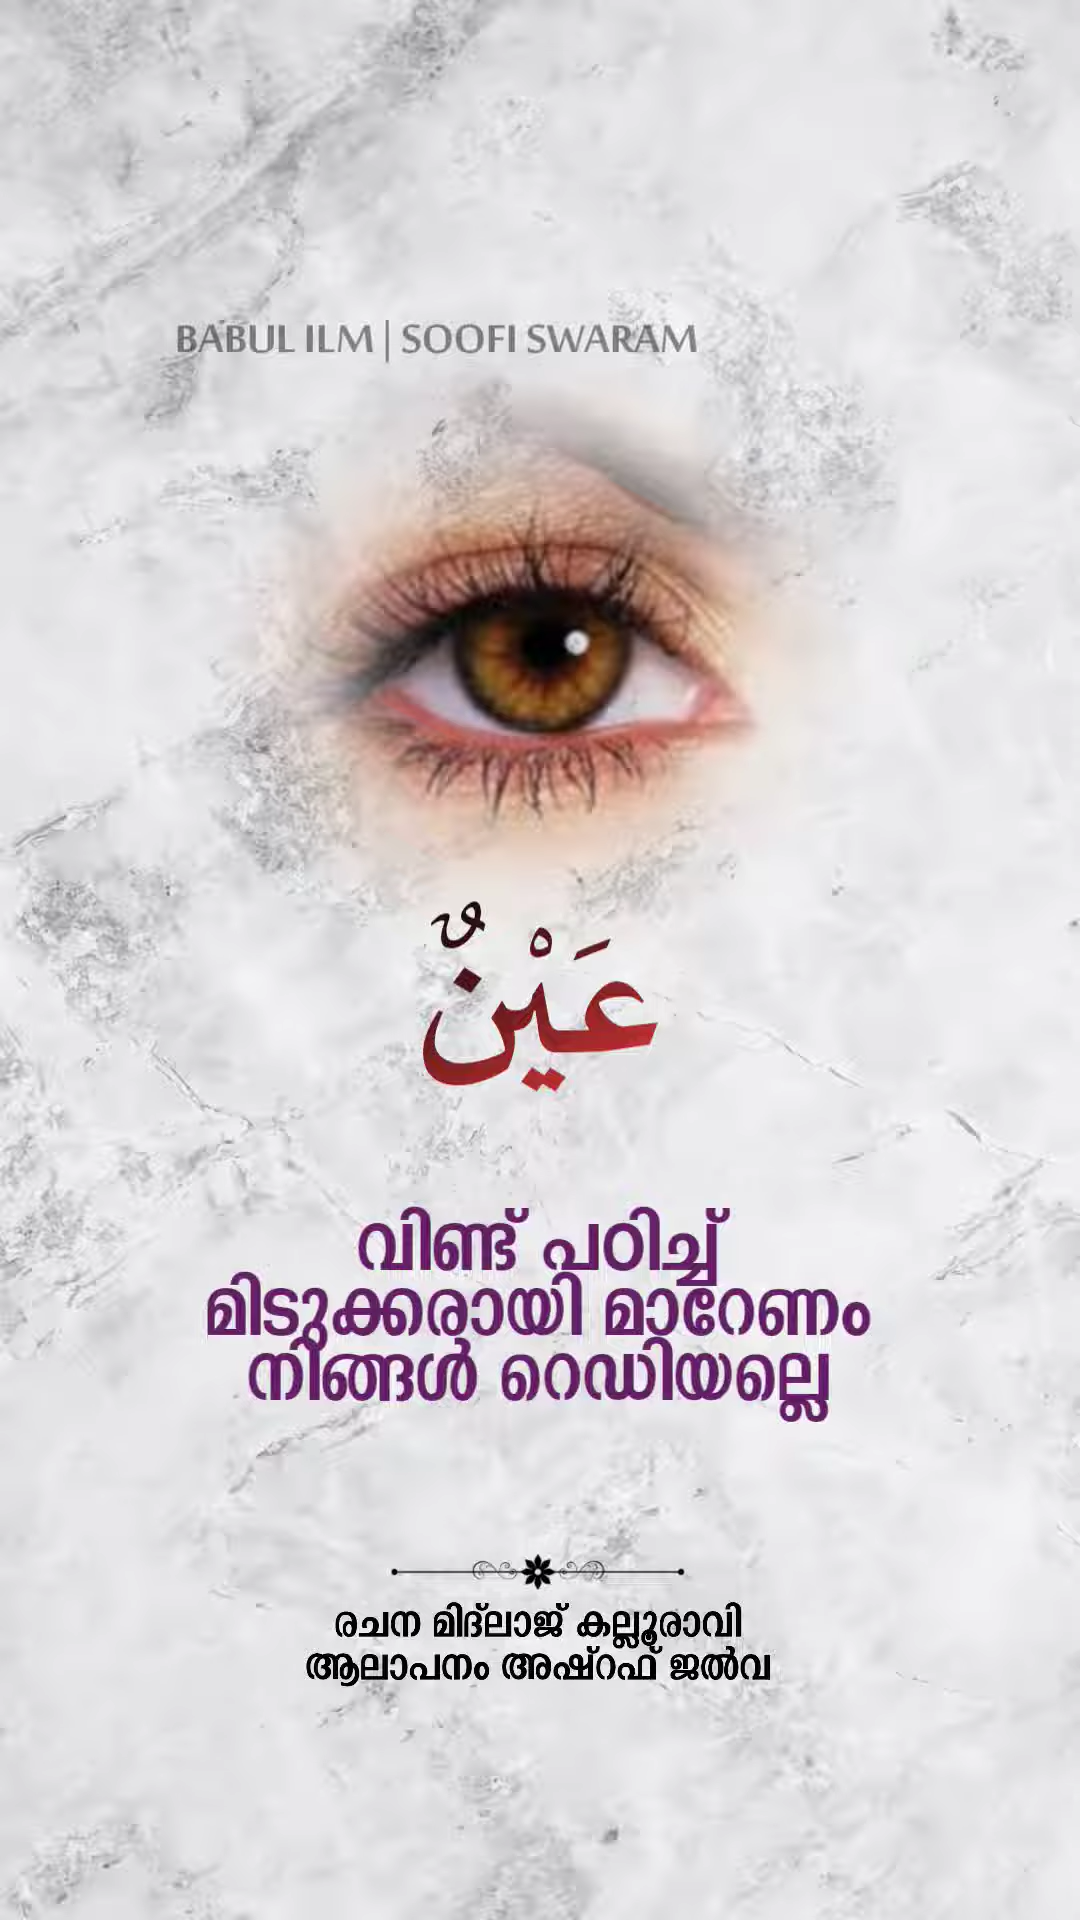 BABUL ILM | SOOFI SWARAM
عَيْنٌ
വിണ്ട് പഠിച്ച്
മിടുക്കരായി മാറേണം
നിങ്ങൾ റെഡിയല്ലെ
രചന മിദ്‌ലാജ് കല്ലൂരാവി
ആലാപനം അഷ്റഫ് ജൽവ